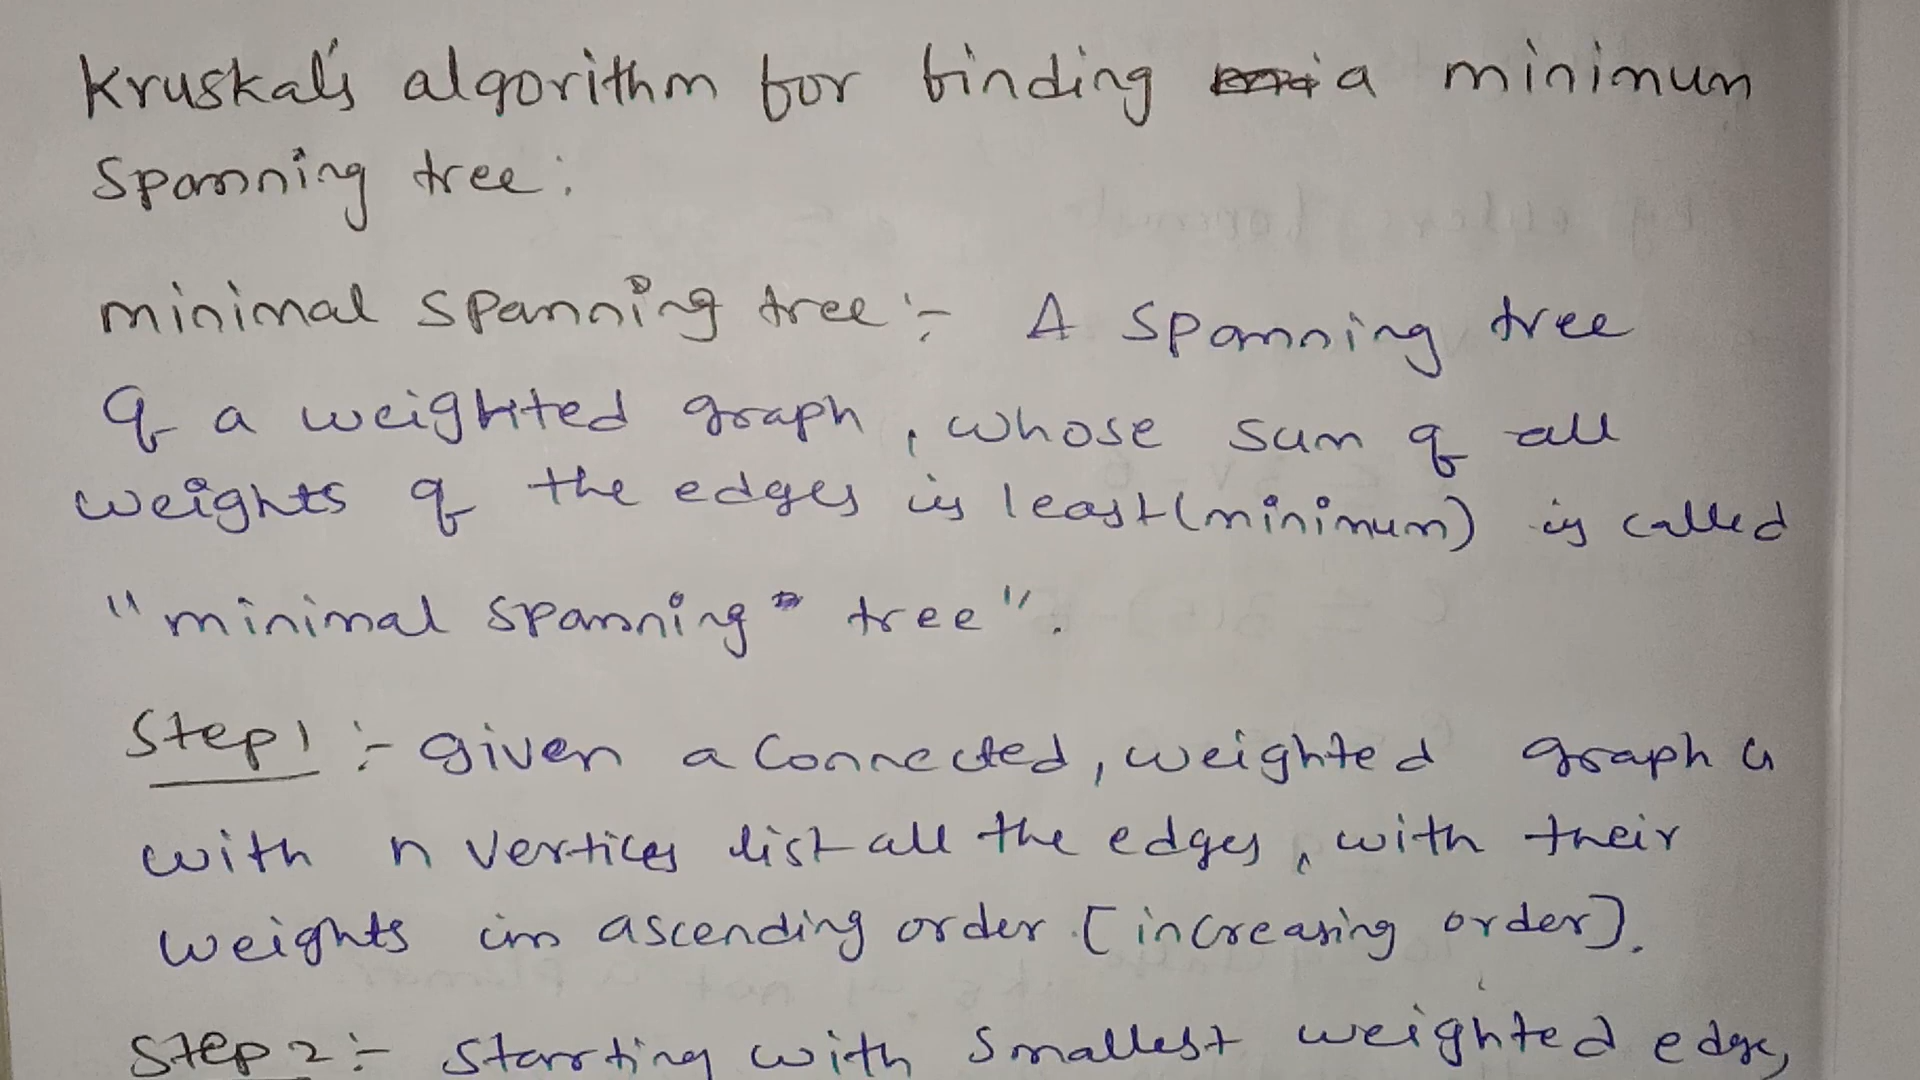 Kruskal's algorithm for finding a minimum
Spanning tree:
minimal spanning tree :- A spanning tree
of a weighted graph, whose sum of all
weights of the edges is least(minimum) is called
"minimal spanning tree".
Step1 :- given a connected, weighted graph G
with n vertices list all the edges, with their
weights in ascending order [increasing order].
Step 2 :- starting with smallest weighted edge,